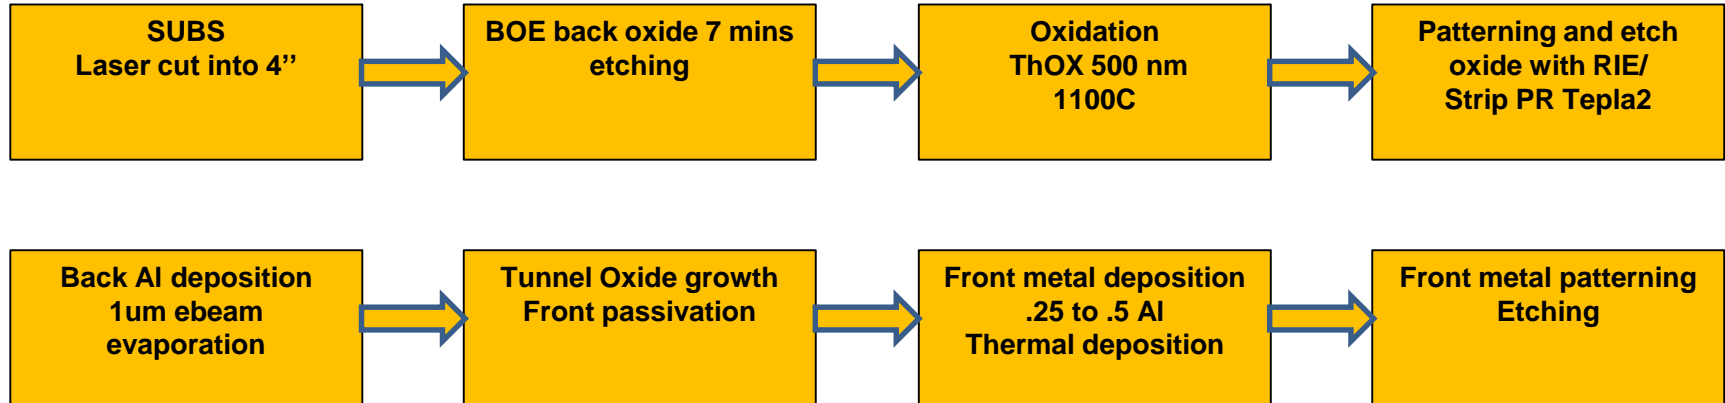 SUBS
Laser cut into 4’’
BOE back oxide 7 mins
etching
Oxidation
ThOX 500 nm
1100C
Patterning and etch
oxide with RIE/
Strip PR Tepla2
Back Al deposition
1um ebeam
evaporation
Tunnel Oxide growth
Front passivation
Front metal deposition
.25 to .5 Al
Thermal deposition
Front metal patterning
Etching